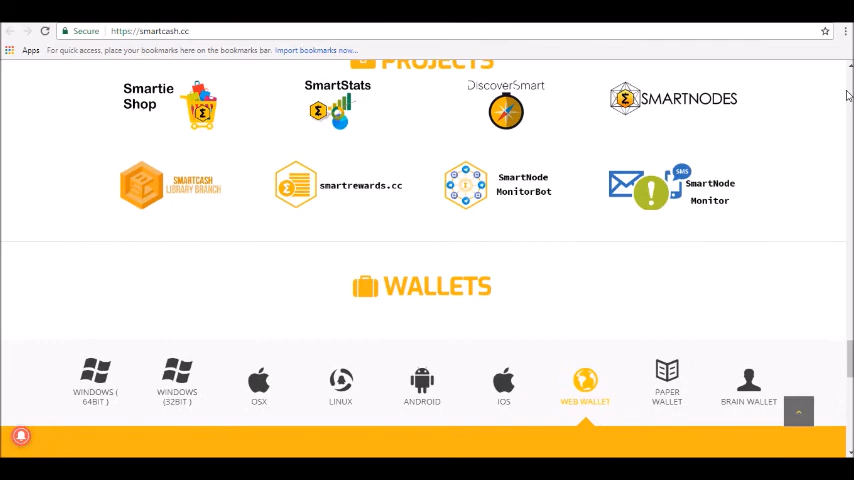 Secure https://smartcash.cc
Apps For quick access, place your bookmarks here on the bookmarks bar. Import bookmarks now...
PROJECTS
Smartie
Shop
SmartStats
DiscoverSmart
SMARTNODES
SMARTCASH
LIBRARY BRANCH
smartrewards.cc
SmartNode
MonitorBot
SMS
SmartNode
Monitor
WALLETS
WINDOWS (
64BIT )
WINDOWS
(32BIT )
OSX
LINUX
ANDROID
IOS
WEB WALLET
PAPER
WALLET
BRAIN WALLET